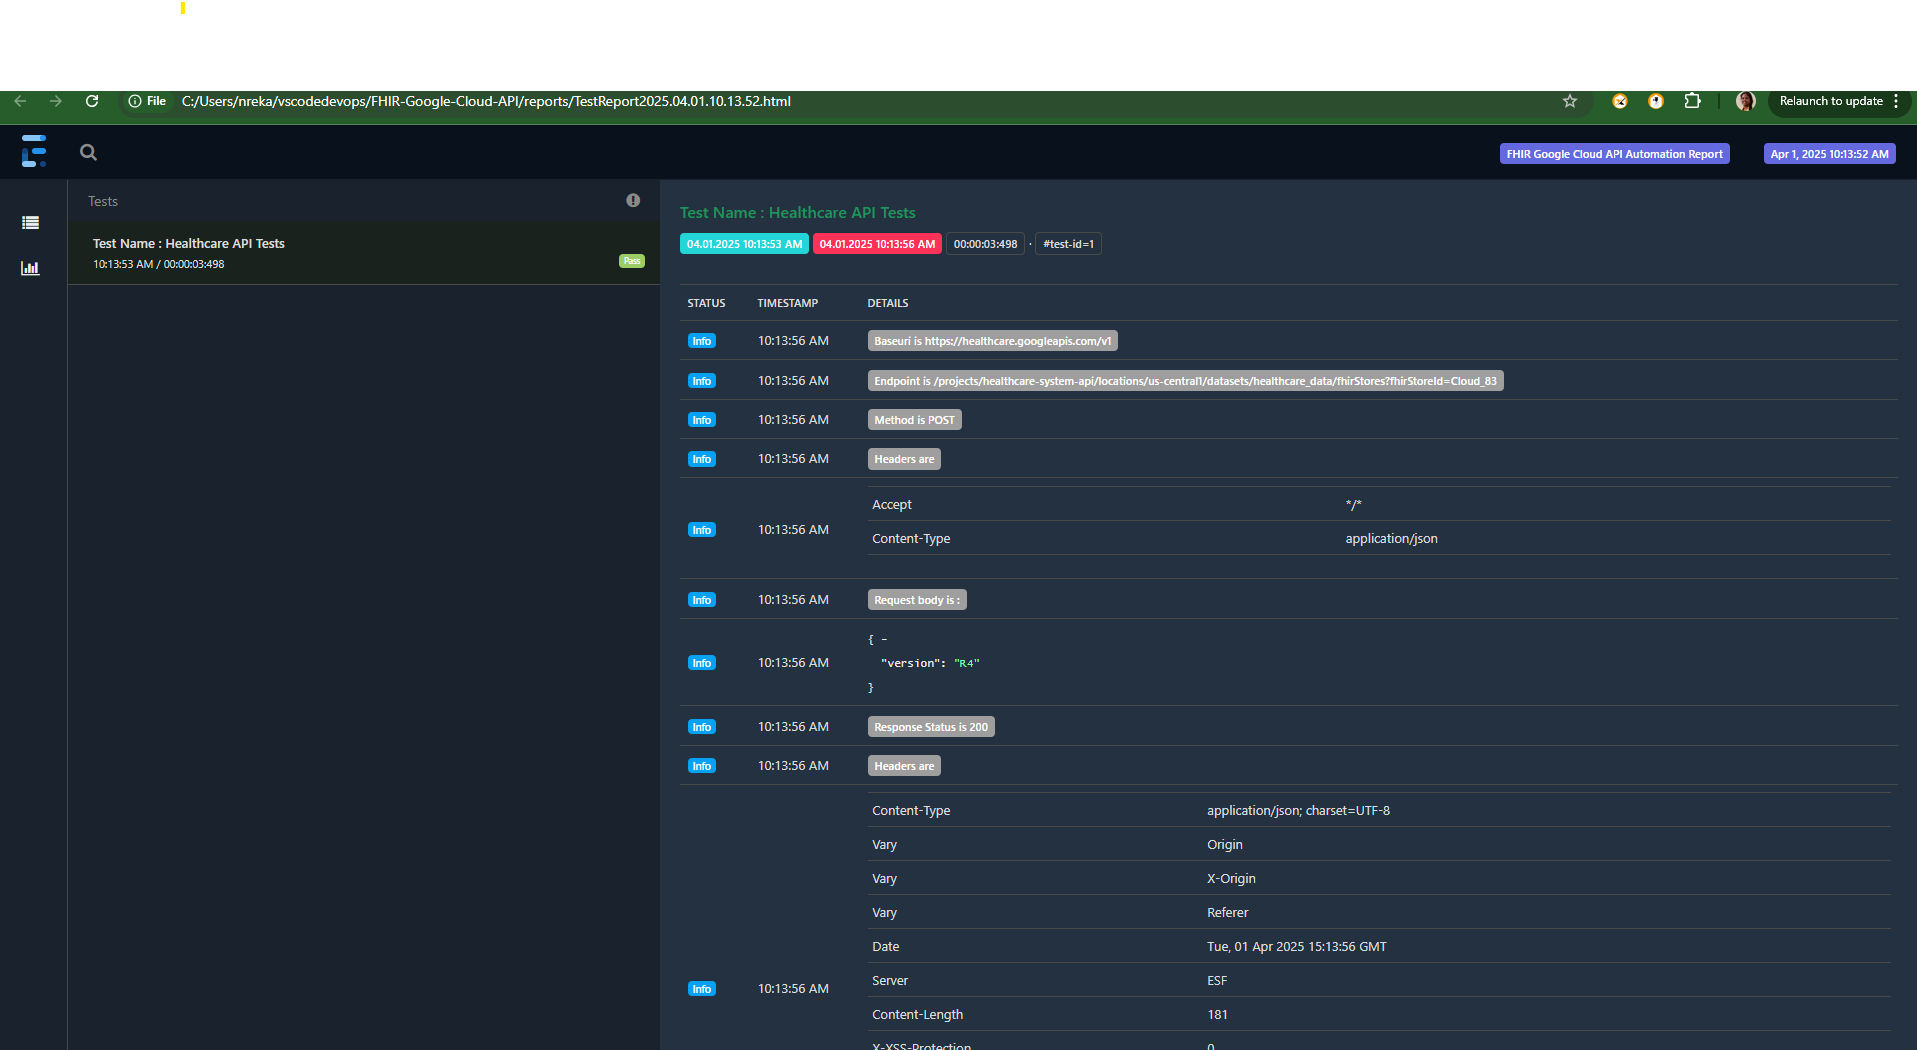 File C:/Users/nreka/vscodedevops/FHIR-Google-Cloud-API/reports/TestReport2025.04.01.10.13.52.html Relaunch to update
FHIR Google Cloud API Automation Report Apr 1, 2025 10:13:52 AM
Tests
Test Name : Healthcare API Tests
10:13:53 AM / 00:00:03:498 Pass
Test Name : Healthcare API Tests
04.01.2025 10:13:53 AM 04.01.2025 10:13:56 AM 00:00:03:498 · #test-id=1
STATUS TIMESTAMP DETAILS
Info 10:13:56 AM Baseuri is https://healthcare.googleapis.com/v1
Info 10:13:56 AM Endpoint is /projects/healthcare-system-api/locations/us-central1/datasets/healthcare_data/fhirStores?fhirStoreId=Cloud_83
Info 10:13:56 AM Method is POST
Info 10:13:56 AM Headers are
Accept */*
Info 10:13:56 AM
Content-Type application/json
Info 10:13:56 AM Request body is :
{ -
Info 10:13:56 AM "version": "R4"
}
Info 10:13:56 AM Response Status is 200
Info 10:13:56 AM Headers are
Content-Type application/json; charset=UTF-8
Vary Origin
Vary X-Origin
Vary Referer
Date Tue, 01 Apr 2025 15:13:56 GMT
Server ESF
Info 10:13:56 AM
Content-Length 181
X-XSS-Protection 0